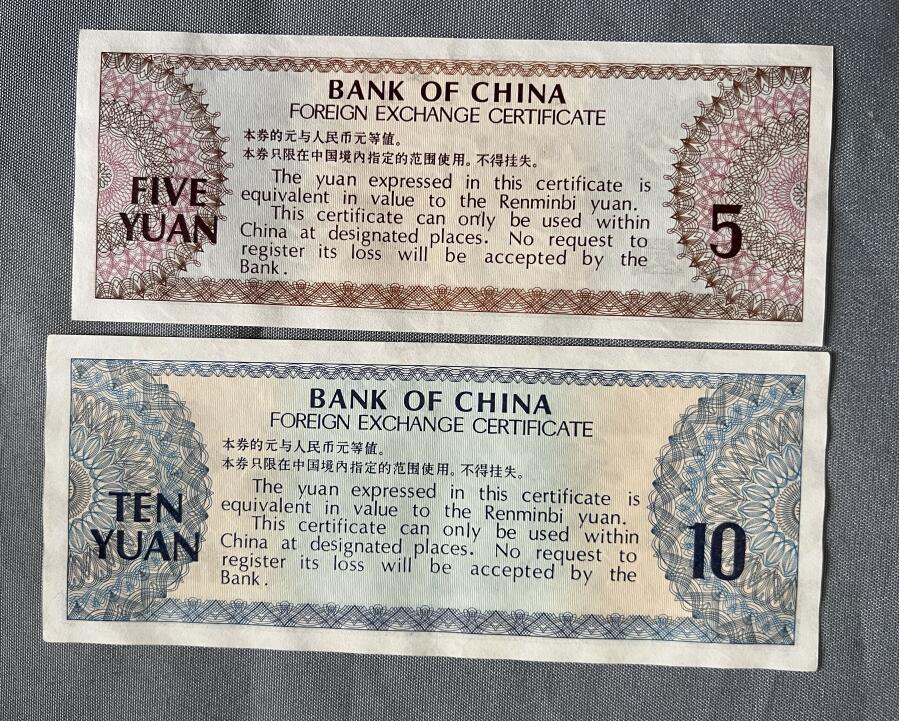 BANK OF CHINA
FOREIGN EXCHANGE CERTIFICATE
本券的元与人民币元等值。
本券只限在中国境内指定的范围使用。不得挂失。
The yuan expressed in this certificate is
equivalent in value to the Renminbi yuan.
This certificate can only be used within
China at designated places. No request to
register its loss will be accepted by the
Bank.
FIVE
YUAN
5
BANK OF CHINA
FOREIGN EXCHANGE CERTIFICATE
本券的元与人民币元等值。
本券只限在中国境内指定的范围使用。不得挂失。
The yuan expressed in this certificate is
equivalent in value to the Renminbi yuan.
This certificate can only be used within
China at designated places. No request to
register its loss will be accepted by the
Bank.
TEN
YUAN
10